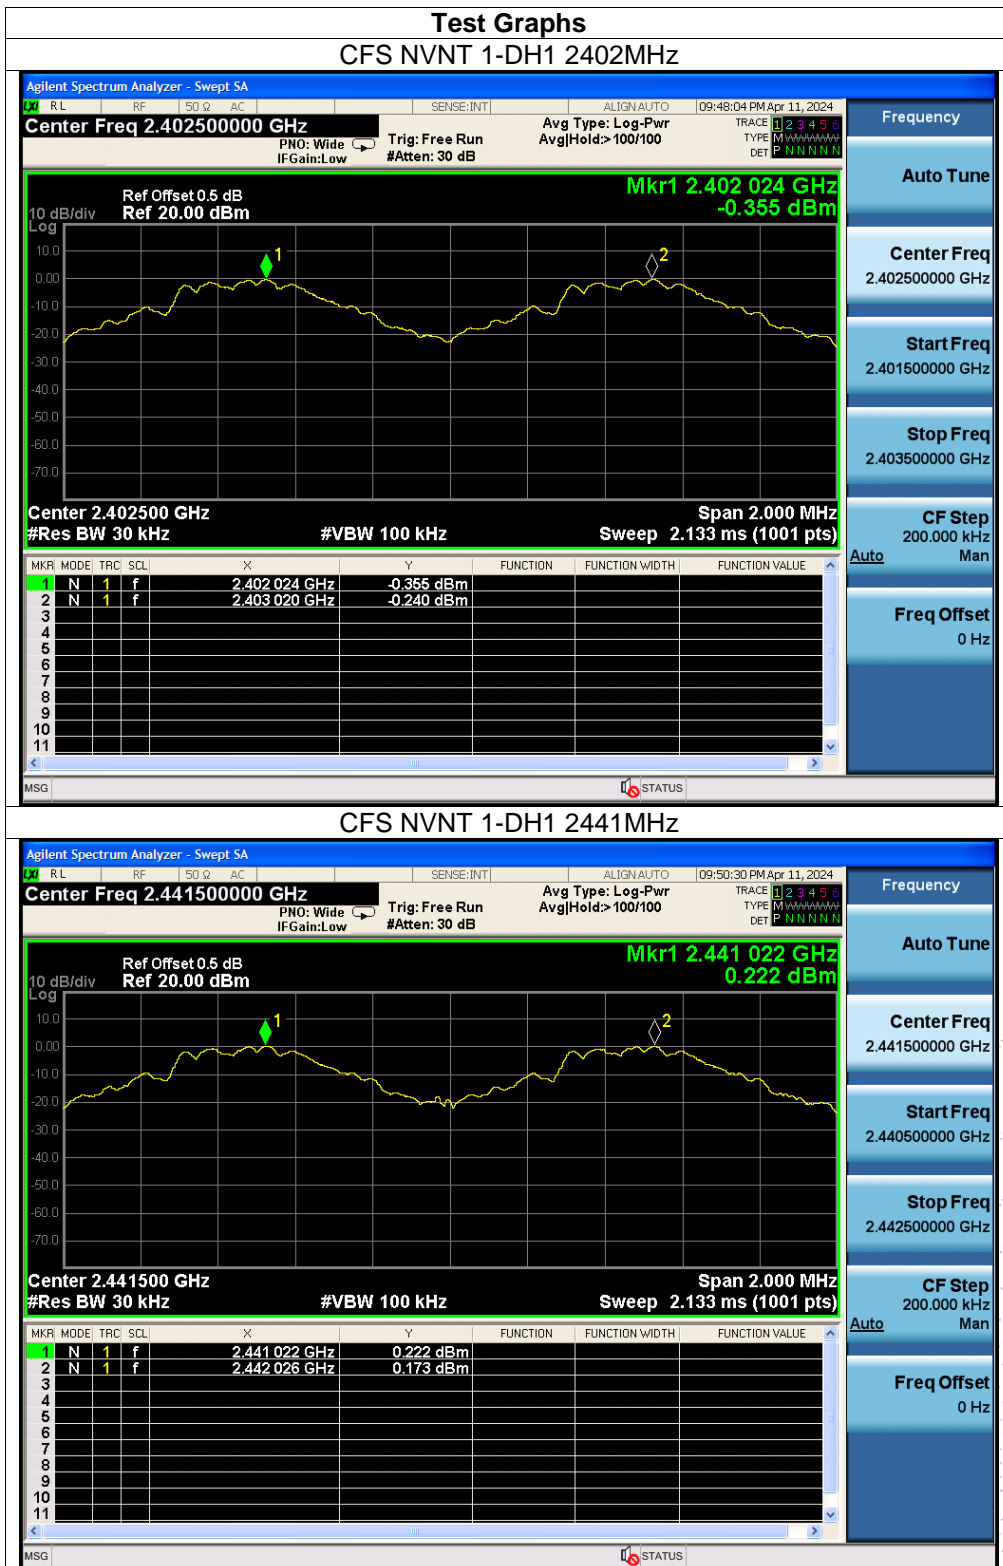 Test Graphs
CFS NVNT 1-DH1 2402MHz
Agilent Spectrum Analyzer - Swept SA
LXI RL RF 50 Ω AC SENSE:INT ALIGN AUTO 09:48:04 PM Apr 11, 2024
Center Freq 2.402500000 GHz
PNO: Wide
IFGain:Low
Trig: Free Run
#Atten: 30 dB
Avg Type: Log-Pwr
Avg|Hold:>100/100
TRACE 1 2 3 4 5 6
TYPE M W W W W W
DET P N N N N N
Frequency
Auto Tune
Center Freq
2.402500000 GHz
Start Freq
2.401500000 GHz
Stop Freq
2.403500000 GHz
CF Step
200.000 kHz
Auto Man
Freq Offset
0 Hz
Mkr1 2.402 024 GHz
-0.355 dBm
Ref Offset 0.5 dB
10 dB/div Ref 20.00 dBm
Log
10.0
0.00
-10.0
-20.0
-30.0
-40.0
-50.0
-60.0
-70.0
1
2
Center 2.402500 GHz Span 2.000 MHz
#Res BW 30 kHz #VBW 100 kHz Sweep 2.133 ms (1001 pts)
MKR MODE TRC SCL X Y FUNCTION FUNCTION WIDTH FUNCTION VALUE
1 N 1 f 2.402 024 GHz -0.355 dBm
2 N 1 f 2.403 020 GHz -0.240 dBm
3
4
5
6
7
8
9
10
11
MSG STATUS
CFS NVNT 1-DH1 2441MHz
Agilent Spectrum Analyzer - Swept SA
LXI RL RF 50 Ω AC SENSE:INT ALIGN AUTO 09:50:30 PM Apr 11, 2024
Center Freq 2.441500000 GHz
PNO: Wide
IFGain:Low
Trig: Free Run
#Atten: 30 dB
Avg Type: Log-Pwr
Avg|Hold:>100/100
TRACE 1 2 3 4 5 6
TYPE M W W W W W
DET P N N N N N
Frequency
Auto Tune
Center Freq
2.441500000 GHz
Start Freq
2.440500000 GHz
Stop Freq
2.442500000 GHz
CF Step
200.000 kHz
Auto Man
Freq Offset
0 Hz
Mkr1 2.441 022 GHz
0.222 dBm
Ref Offset 0.5 dB
10 dB/div Ref 20.00 dBm
Log
10.0
0.00
-10.0
-20.0
-30.0
-40.0
-50.0
-60.0
-70.0
1
2
Center 2.441500 GHz Span 2.000 MHz
#Res BW 30 kHz #VBW 100 kHz Sweep 2.133 ms (1001 pts)
MKR MODE TRC SCL X Y FUNCTION FUNCTION WIDTH FUNCTION VALUE
1 N 1 f 2.441 022 GHz 0.222 dBm
2 N 1 f 2.442 026 GHz 0.173 dBm
3
4
5
6
7
8
9
10
11
MSG STATUS